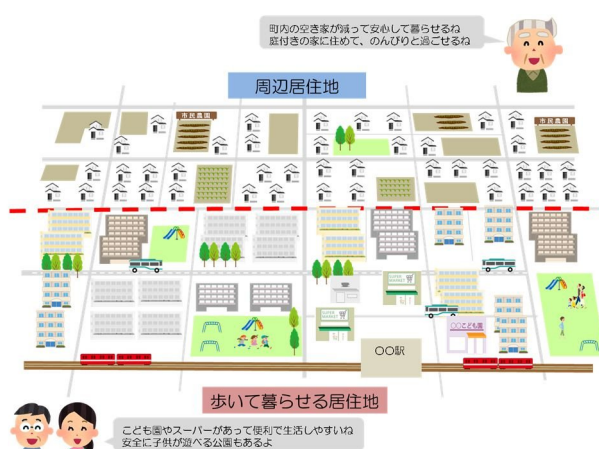 町内の空き家が減って安心して暮らせるね
庭付きの家に住めて、のんびりと過ごせるね
周辺居住地
市民農園
市民農園
SUPER MARKET
SUPER MARKET
〇〇こども園
〇〇駅
歩いて暮らせる居住地
こども園やスーパーがあって便利で生活しやすいね
安全に子供が遊べる公園もあるよ